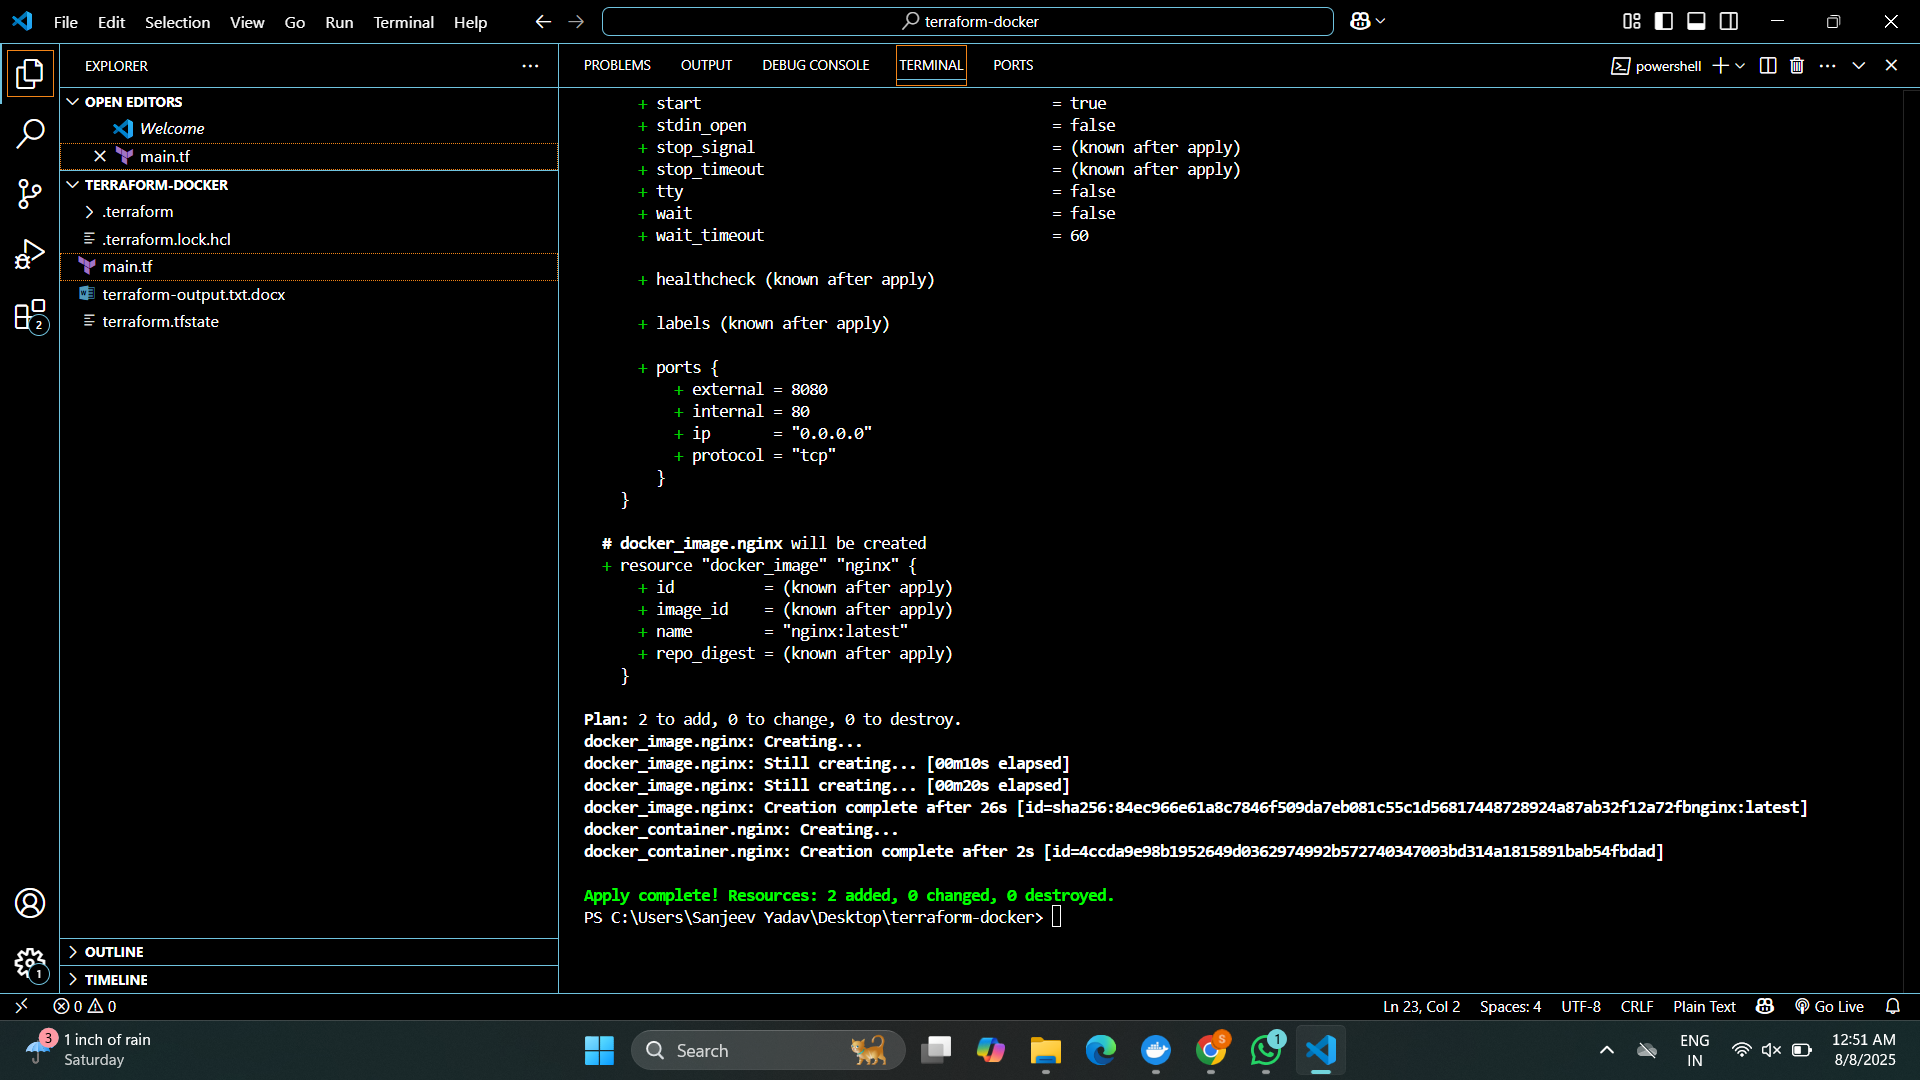 File Edit Selection View Go Run Terminal Help
terraform-docker
EXPLORER
PROBLEMS OUTPUT DEBUG CONSOLE TERMINAL PORTS
powershell
OPEN EDITORS
Welcome
main.tf
TERRAFORM-DOCKER
.terraform
.terraform.lock.hcl
main.tf
terraform-output.txt.docx
terraform.tfstate
2
+ start = true
+ stdin_open = false
+ stop_signal = (known after apply)
+ stop_timeout = (known after apply)
+ tty = false
+ wait = false
+ wait_timeout = 60
+ healthcheck (known after apply)
+ labels (known after apply)
+ ports {
+ external = 8080
+ internal = 80
+ ip = "0.0.0.0"
+ protocol = "tcp"
}
}
# docker_image.nginx will be created
+ resource "docker_image" "nginx" {
+ id = (known after apply)
+ image_id = (known after apply)
+ name = "nginx:latest"
+ repo_digest = (known after apply)
}
Plan: 2 to add, 0 to change, 0 to destroy.
docker_image.nginx: Creating...
docker_image.nginx: Still creating... [00m10s elapsed]
docker_image.nginx: Still creating... [00m20s elapsed]
docker_image.nginx: Creation complete after 26s [id=sha256:84ec966e61a8c7846f509da7eb081c55c1d56817448728924a87ab32f12a72fbnginx:latest]
docker_container.nginx: Creating...
docker_container.nginx: Creation complete after 2s [id=4ccda9e98b1952649d0362974992b572740347003bd314a1815891bab54fbdad]
Apply complete! Resources: 2 added, 0 changed, 0 destroyed.
PS C:\Users\Sanjeev Yadav\Desktop\terraform-docker>
OUTLINE
TIMELINE
1
0 0
Ln 23, Col 2 Spaces: 4 UTF-8 CRLF Plain Text Go Live
3
1 inch of rain
Saturday
Search
S
1
ENG
IN
12:51 AM
8/8/2025